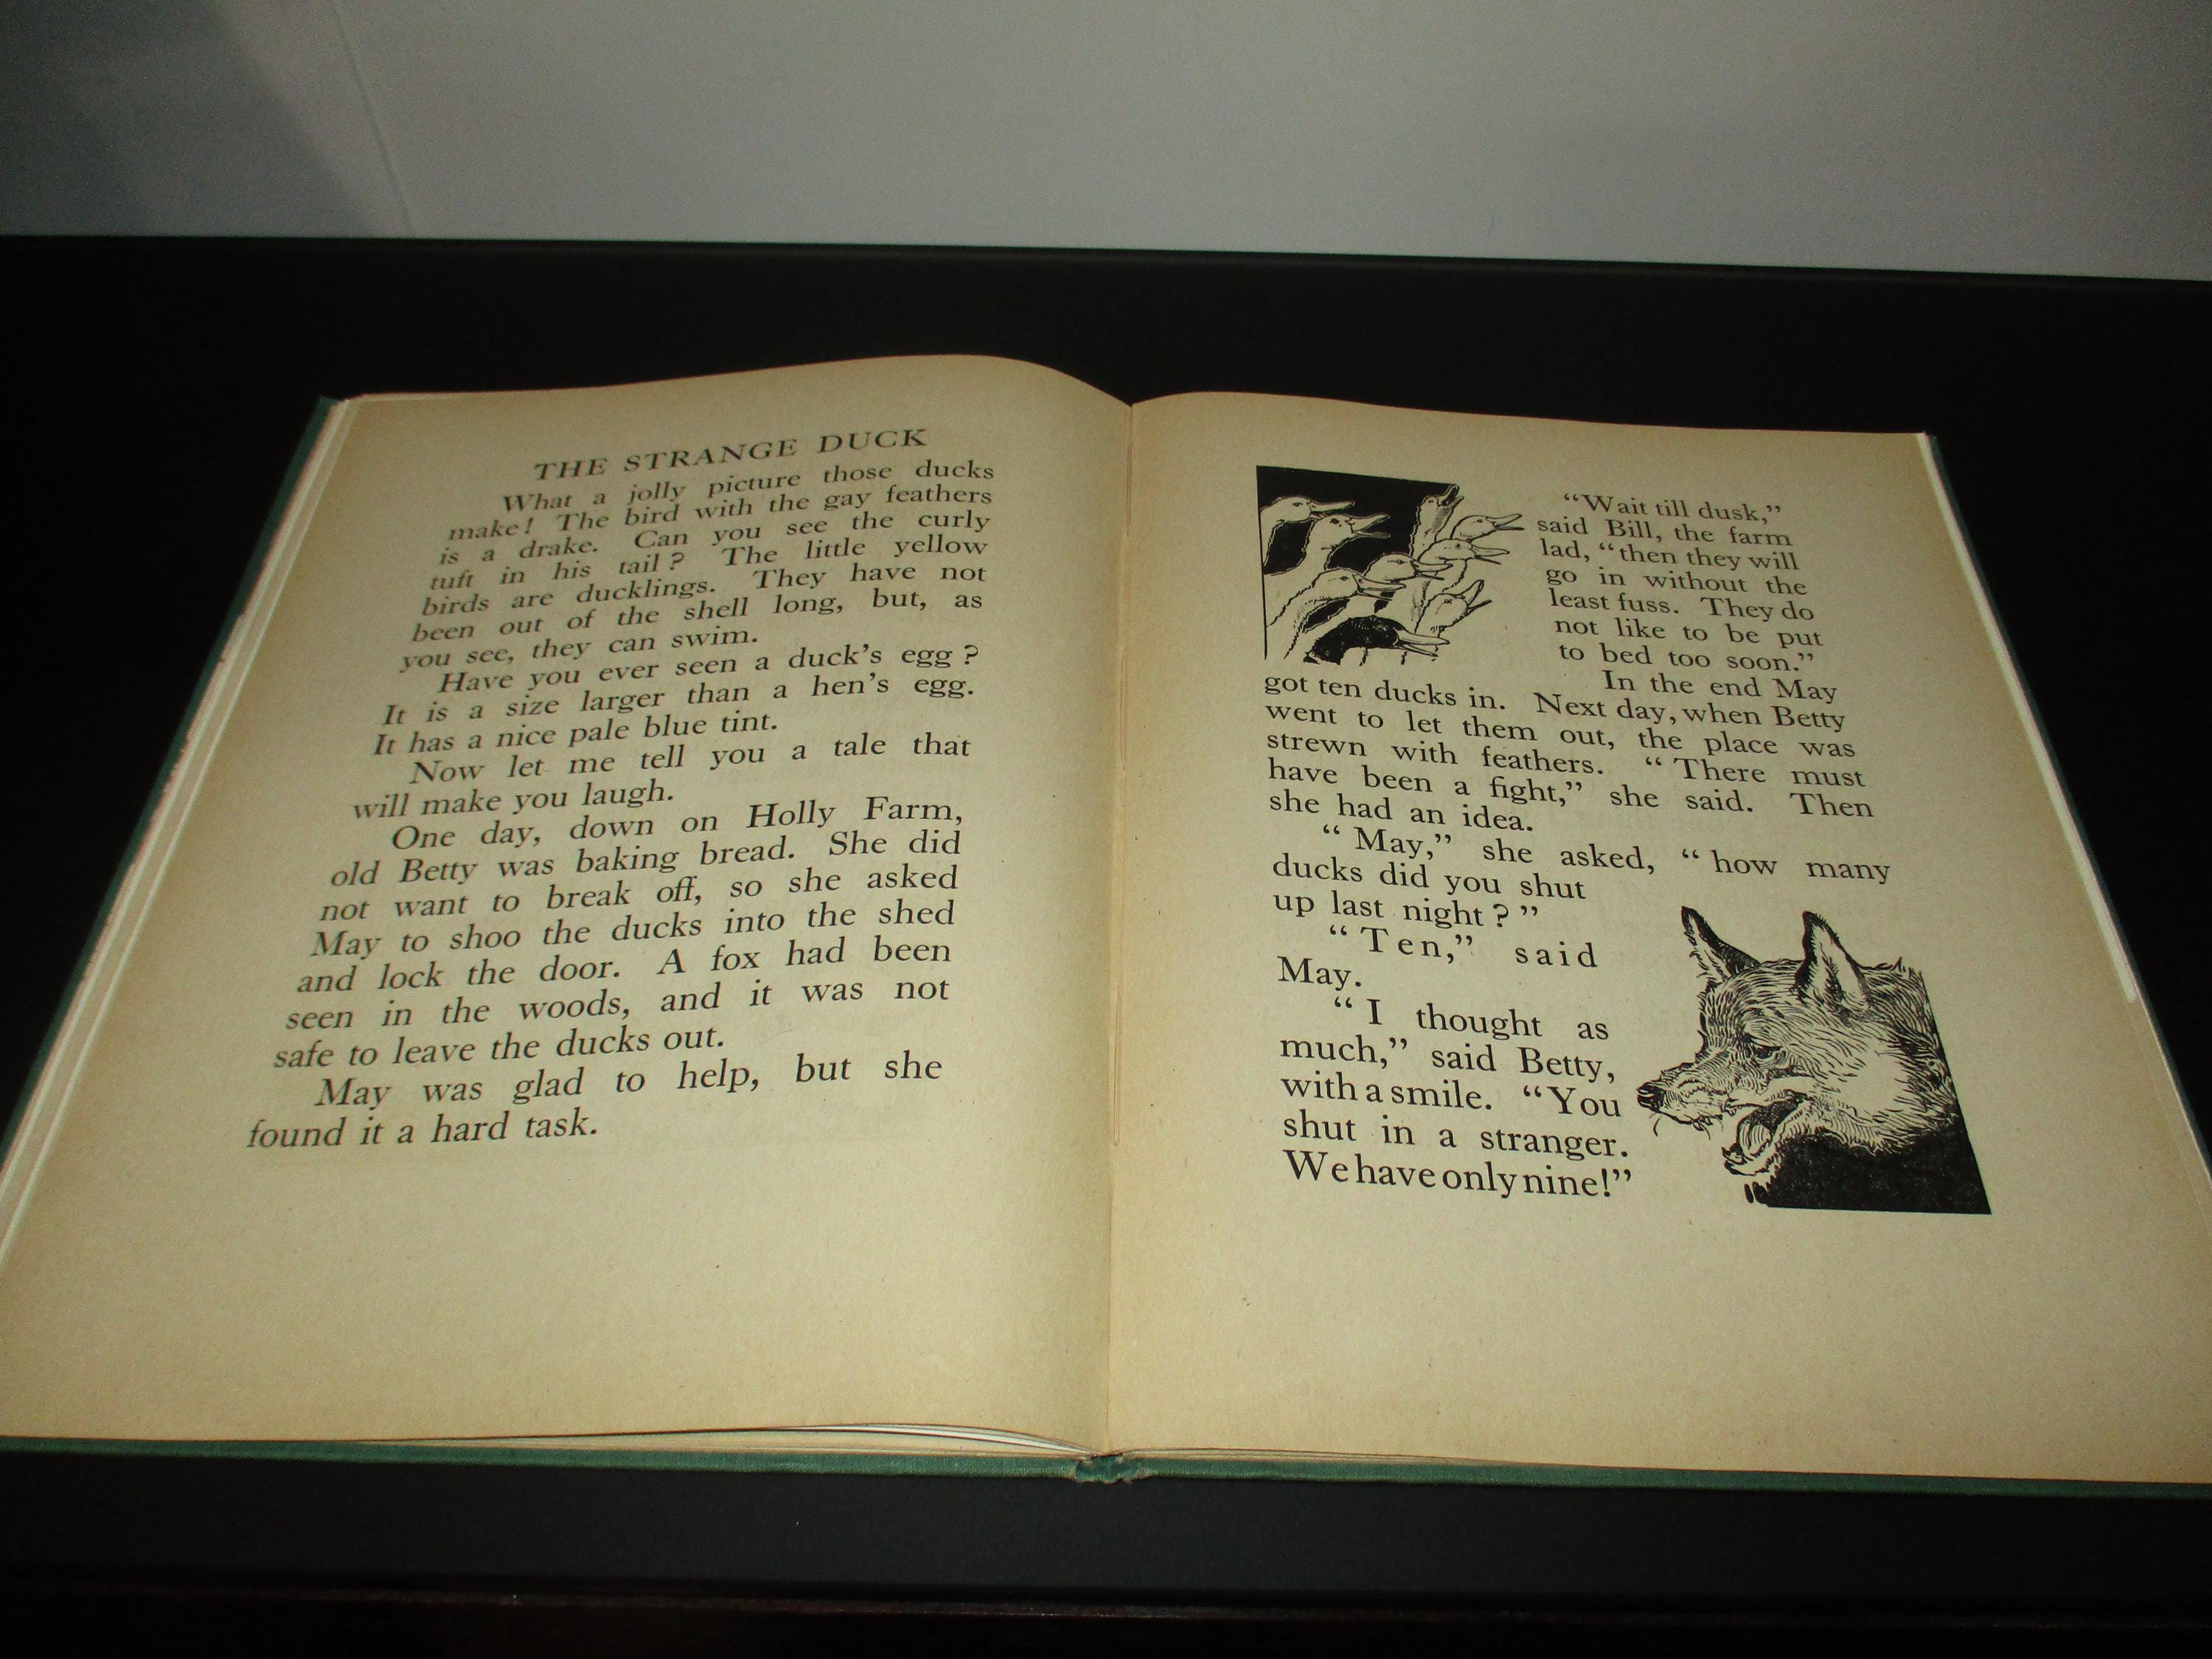 THE STRANGE DUCK
What a jolly picture those ducks
make! The bird with the gay feathers
is a drake. Can you see the curly
tuft in his tail? The little yellow
birds are ducklings. They have not
been out of the shell long, but, as
you see, they can swim.
Have you ever seen a duck's egg?
It is a size larger than a hen's egg.
It has a nice pale blue tint.
Now let me tell you a tale that
will make you laugh.
One day, down on Holly Farm,
old Betty was baking bread. She did
not want to break off, so she asked
May to shoo the ducks into the shed
and lock the door. A fox had been
seen in the woods, and it was not
safe to leave the ducks out.
May was glad to help, but she
found it a hard task.
“Wait till dusk,”
said Bill, the farm
lad, “then they will
go in without the
least fuss. They do
not like to be put
to bed too soon.”
In the end May
got ten ducks in. Next day, when Betty
went to let them out, the place was
strewn with feathers. “There must
have been a fight,” she said. Then
she had an idea.
“May,” she asked, “how many
ducks did you shut
up last night?”
“Ten,” said
May.
“I thought as
much,” said Betty,
with a smile. “You
shut in a stranger.
We have only nine!”